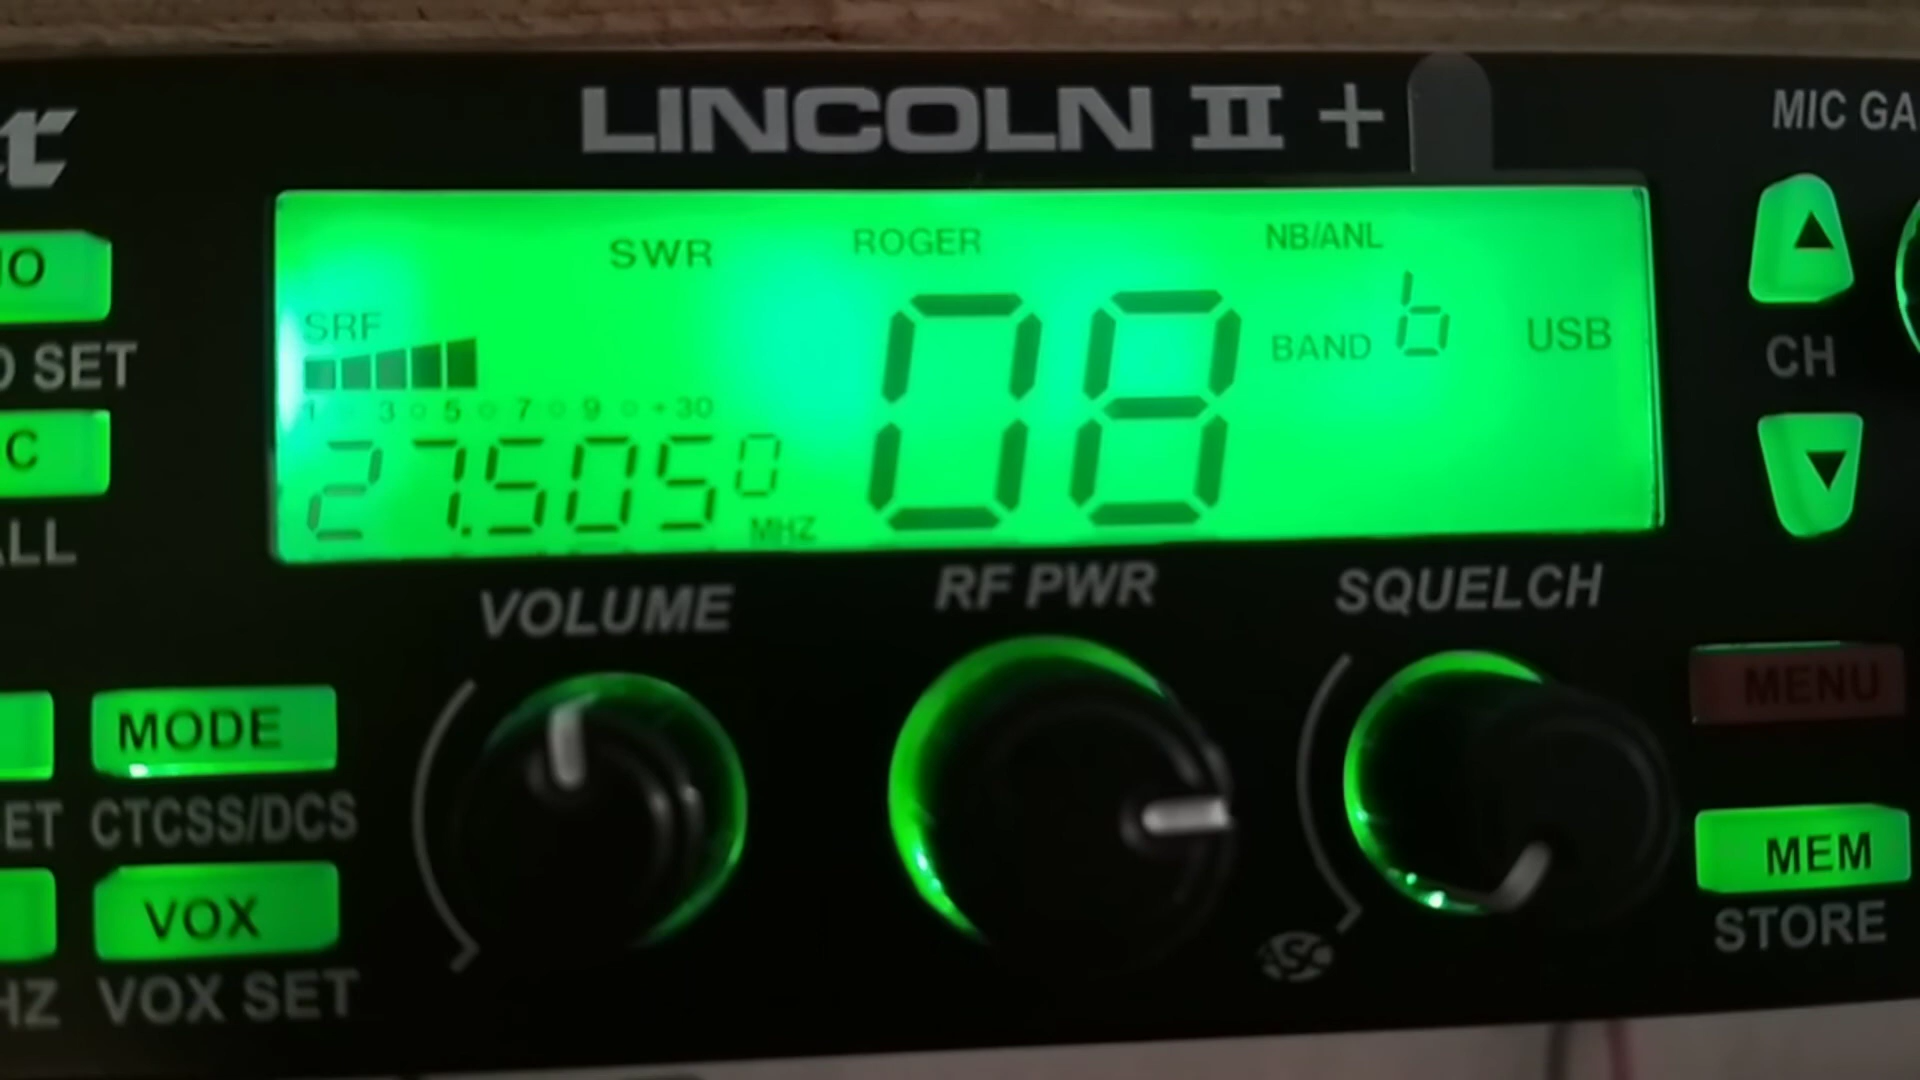 LINCOLN II +
MIC GA
SWR ROGER NB/ANL
SRF
08
BAND b USB
1 3 5 7 9 +30
27.5050
MHZ
CH
IO
O SET
C
ALL
VOLUME RF PWR SQUELCH
MENU
MODE
ET CTCSS/DCS
MEM
STORE
VOX
HZ VOX SET